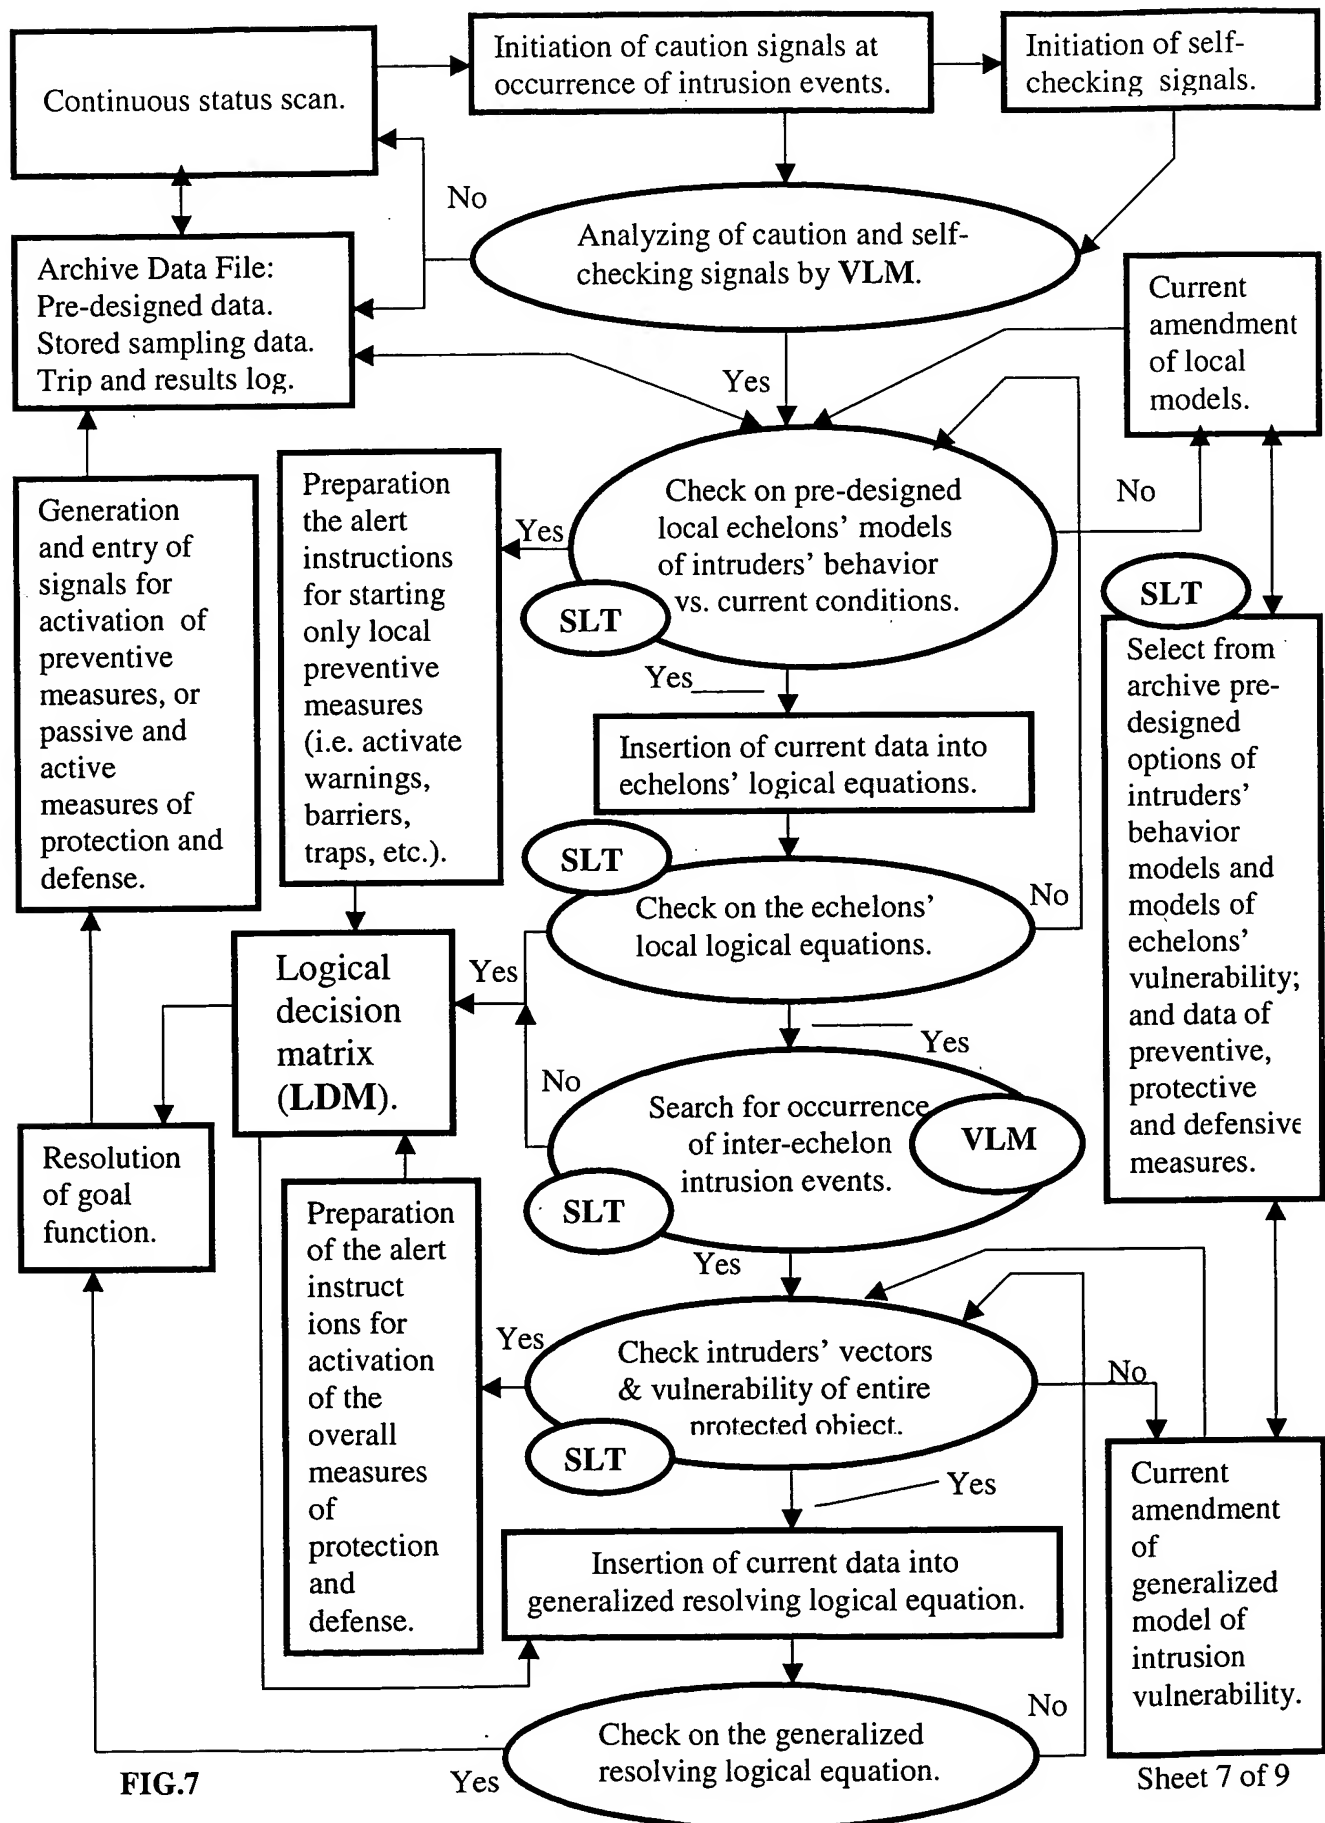 Continuous status scan.
Initiation of caution signals at
occurrence of intrusion events.
Initiation of self-
checking signals.
No
Analyzing of caution and self-
checking signals by VLM.
Archive Data File:
Pre-designed data.
Stored sampling data.
Trip and results log.
Current
amendment
of local
models.
Yes
Generation
and entry of
signals for
activation of
preventive
measures, or
passive and
active
measures of
protection and
defense.
Preparation
the alert
instructions
for starting
only local
preventive
measures
(i.e. activate
warnings,
barriers,
traps, etc.).
Yes
Check on pre-designed
local echelons' models
of intruders' behavior
vs. current conditions.
SLT
No
SLT
Select from
archive pre-
designed
options of
intruders'
behavior
models and
models of
echelons'
vulnerability;
and data of
preventive,
protective
and defensive
measures.
Yes
Insertion of current data into
echelons' logical equations.
SLT
Check on the echelons'
local logical equations.
No
Yes
Logical
decision
matrix
(LDM).
Yes
No
Search for occurrence
of inter-echelon
intrusion events.
VLM
SLT
Resolution
of goal
function.
Preparation
of the alert
instruct
ions for
activation
of the
overall
measures
of
protection
and
defense.
Yes
Yes
Check intruders' vectors
& vulnerability of entire
protected object.
SLT
No
Yes
Current
amendment
of
generalized
model of
intrusion
vulnerability.
Insertion of current data into
generalized resolving logical equation.
No
Check on the generalized
resolving logical equation.
Yes
FIG.7
Sheet 7 of 9